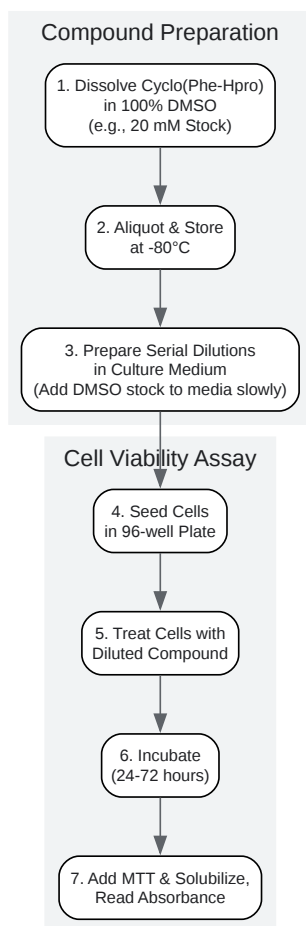 Compound Preparation
1. Dissolve Cyclo(Phe-Hpro)
in 100% DMSO
(e.g., 20 mM Stock)
2. Aliquot & Store
at -80°C
3. Prepare Serial Dilutions
in Culture Medium
(Add DMSO stock to media slowly)
Cell Viability Assay
4. Seed Cells
in 96-well Plate
5. Treat Cells with
Diluted Compound
6. Incubate
(24-72 hours)
7. Add MTT & Solubilize,
Read Absorbance